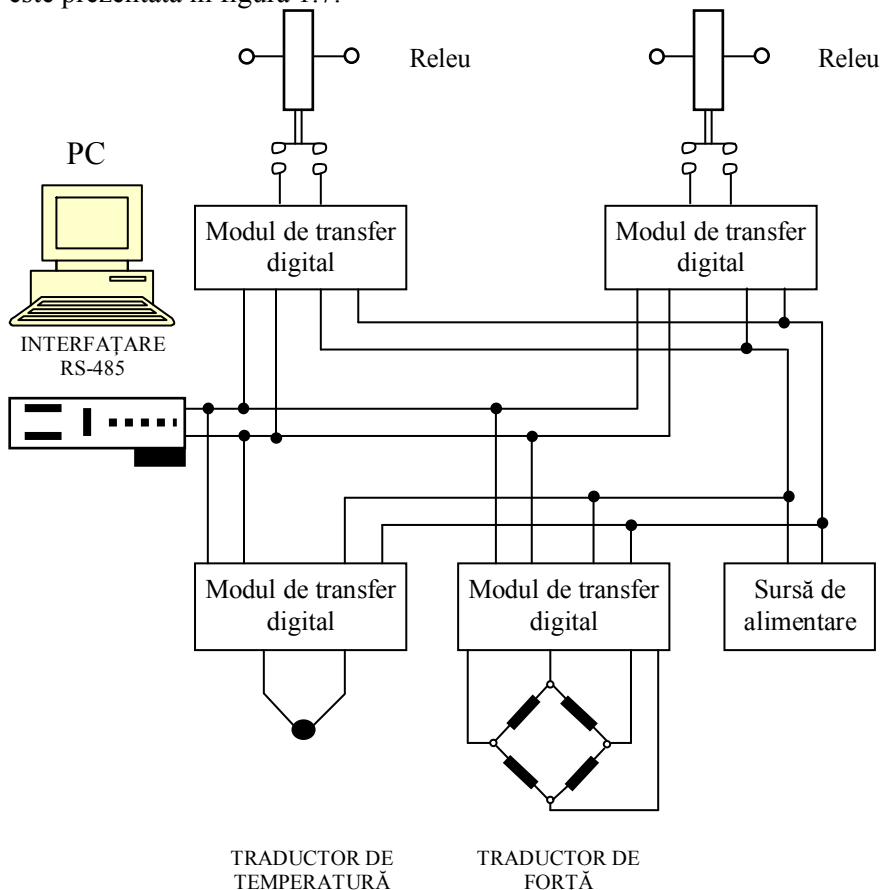 este prezentată în figura 1.7.
Releu
Releu
PC
Modul de transfer
digital
Modul de transfer
digital
INTERFAȚARE
RS-485
Modul de transfer
digital
Modul de transfer
digital
Sursă de
alimentare
TRADUCTOR DE
TEMPERATURĂ
TRADUCTOR DE
FORȚĂ